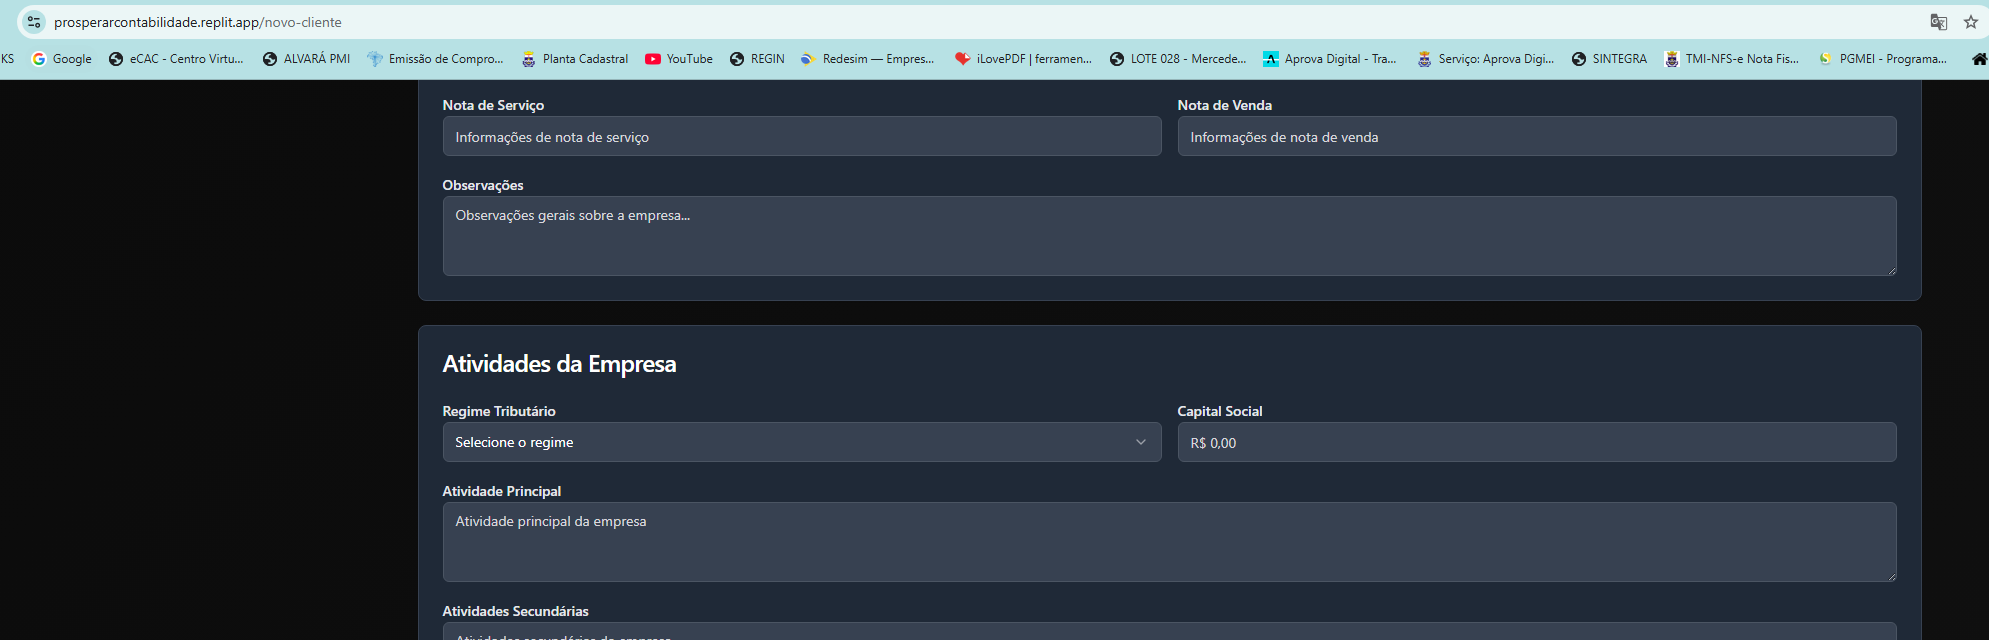 prosperarcontabilidade.replit.app/novo-cliente
KS Google eCAC - Centro Virtu... ALVARÁ PMI Emissão de Compro... Planta Cadastral YouTube REGIN Redesim — Empres... iLovePDF | ferramen... LOTE 028 - Mercede... Aprova Digital - Tra... Serviço: Aprova Digi... SINTEGRA TMI-NFS-e Nota Fis... PGMEI - Programa...
Nota de Serviço Nota de Venda
Informações de nota de serviço Informações de nota de venda
Observações
Observações gerais sobre a empresa...
Atividades da Empresa
Regime Tributário Capital Social
Selecione o regime R$ 0,00
Atividade Principal
Atividade principal da empresa
Atividades Secundárias
Atividades secundárias da empresa